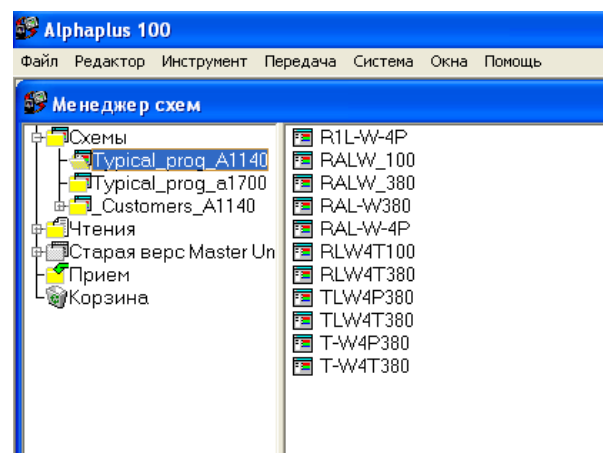 Alphaplus 100
Файл Редактор Инструмент Передача Система Окна Помощь
Менеджер схем
Схемы
Typical_prog_A1140
Typical_prog_a1700
_Customers_A1140
Чтения
Старая верс Master Un
Прием
Корзина
R1L-W-4P
RALW_100
RALW_380
RAL-W380
RAL-W-4P
RLW4T100
RLW4T380
TLW4P380
TLW4T380
T-W4P380
T-W4T380